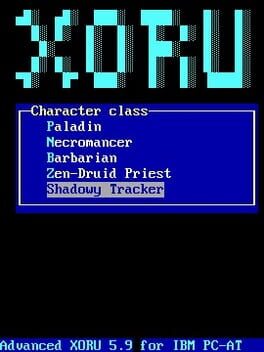 XORU
Character class
Paladin
Necromancer
Barbarian
Zen-Druid Priest
Shadowy Tracker
Advanced XORU 5.9 for IBM PC-AT